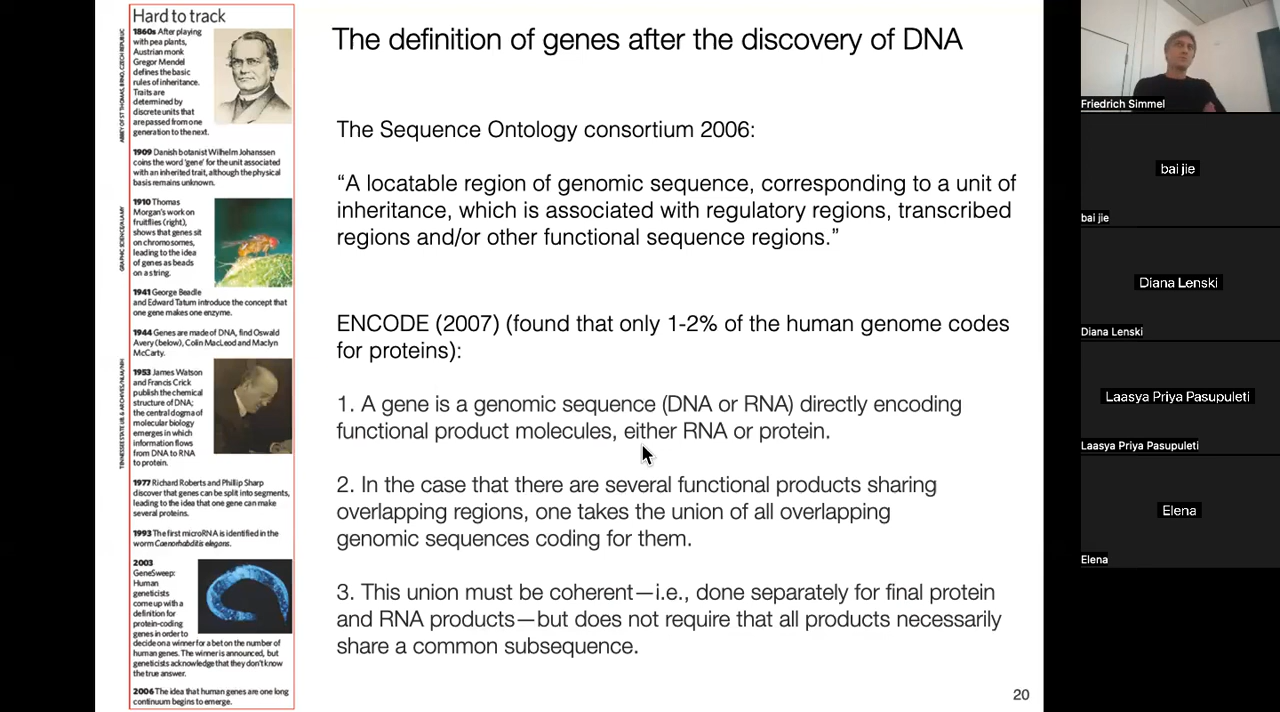 Hard to track
1860s After playing
with pea plants,
Austrian monk
Gregor Mendel
defines the basic
rules of inheritance.
Traits are
determined by
discrete units that
are passed from one
generation to the next.
ABBEY OF ST THOMAS, BRNO, CZECH REPUBLIC
1909 Danish botanist Wilhelm Johannsen
coins the word 'gene' for the unit associated
with an inherited trait, although the physical
basis remains unknown.
1910 Thomas
Morgan's work on
fruitflies (right),
shows that genes sit
on chromosomes,
leading to the idea
of genes as beads
on a string.
GRAPHIC SCIENCE/ALAMY
1941 George Beadle
and Edward Tatum introduce the concept that
one gene makes one enzyme.
1944 Genes are made of DNA, find Oswald
Avery (below), Colin MacLeod and Maclyn
McCarty.
1953 James Watson
and Francis Crick
publish the chemical
structure of DNA;
the central dogma of
molecular biology
emerges in which
information flows
from DNA to RNA
to protein.
TENNESSEE STATE LIB. & ARCHIVES/NLM/NIH
1977 Richard Roberts and Phillip Sharp
discover that genes can be split into segments,
leading to the idea that one gene can make
several proteins.
1993 The first microRNA is identified in the
worm Caenorhabditis elegans.
2003
GeneSweep:
Human
geneticists
come up with a
definition for
protein-coding
genes in order to
decide on a winner for a bet on the number of
human genes. The winner is announced, but
geneticists acknowledge that they don't know
the true answer.
2006 The idea that human genes are one long
continuum begins to emerge.
The definition of genes after the discovery of DNA
The Sequence Ontology consortium 2006:
“A locatable region of genomic sequence, corresponding to a unit of
inheritance, which is associated with regulatory regions, transcribed
regions and/or other functional sequence regions.”
ENCODE (2007) (found that only 1-2% of the human genome codes
for proteins):
1. A gene is a genomic sequence (DNA or RNA) directly encoding
functional product molecules, either RNA or protein.
2. In the case that there are several functional products sharing
overlapping regions, one takes the union of all overlapping
genomic sequences coding for them.
3. This union must be coherent—i.e., done separately for final protein
and RNA products—but does not require that all products necessarily
share a common subsequence.
20
Friedrich Simmel
bai jie
bai jie
Diana Lenski
Diana Lenski
Laasya Priya Pasupuleti
Laasya Priya Pasupuleti
Elena
Elena